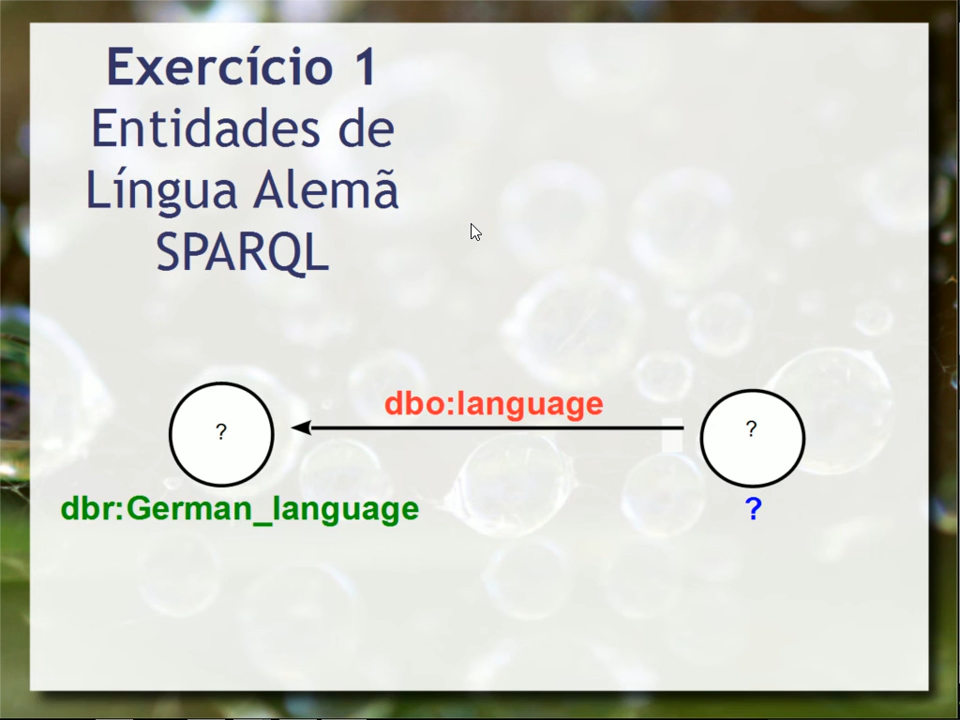 Exercício 1
Entidades de
Língua Alemã
SPARQL
dbo:language
?
?
dbr:German_language
?